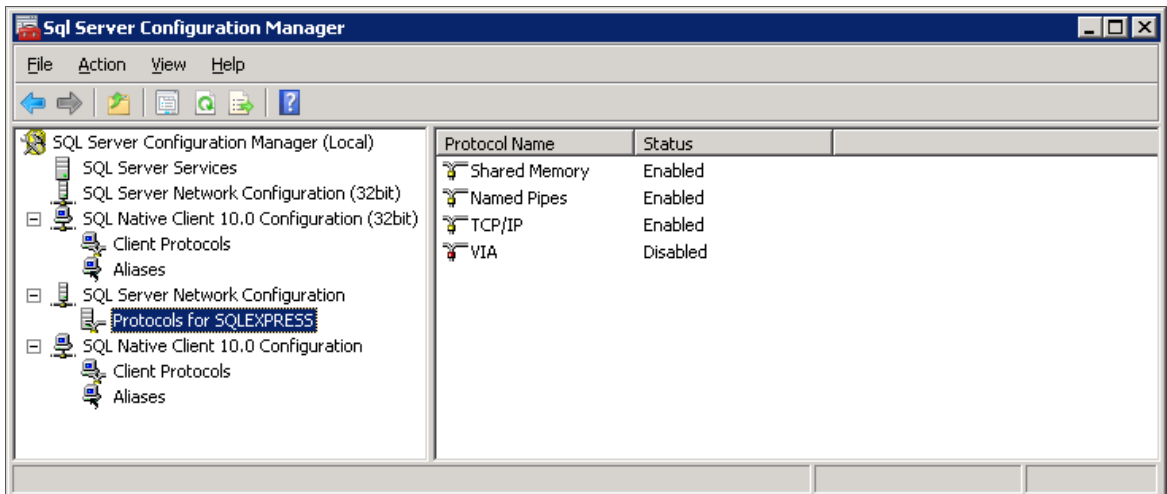 Sql Server Configuration Manager
File Action View Help
SQL Server Configuration Manager (Local)
SQL Server Services
SQL Server Network Configuration (32bit)
SQL Native Client 10.0 Configuration (32bit)
Client Protocols
Aliases
SQL Server Network Configuration
Protocols for SQLEXPRESS
SQL Native Client 10.0 Configuration
Client Protocols
Aliases
Protocol Name Status
Shared Memory Enabled
Named Pipes Enabled
TCP/IP Enabled
VIA Disabled